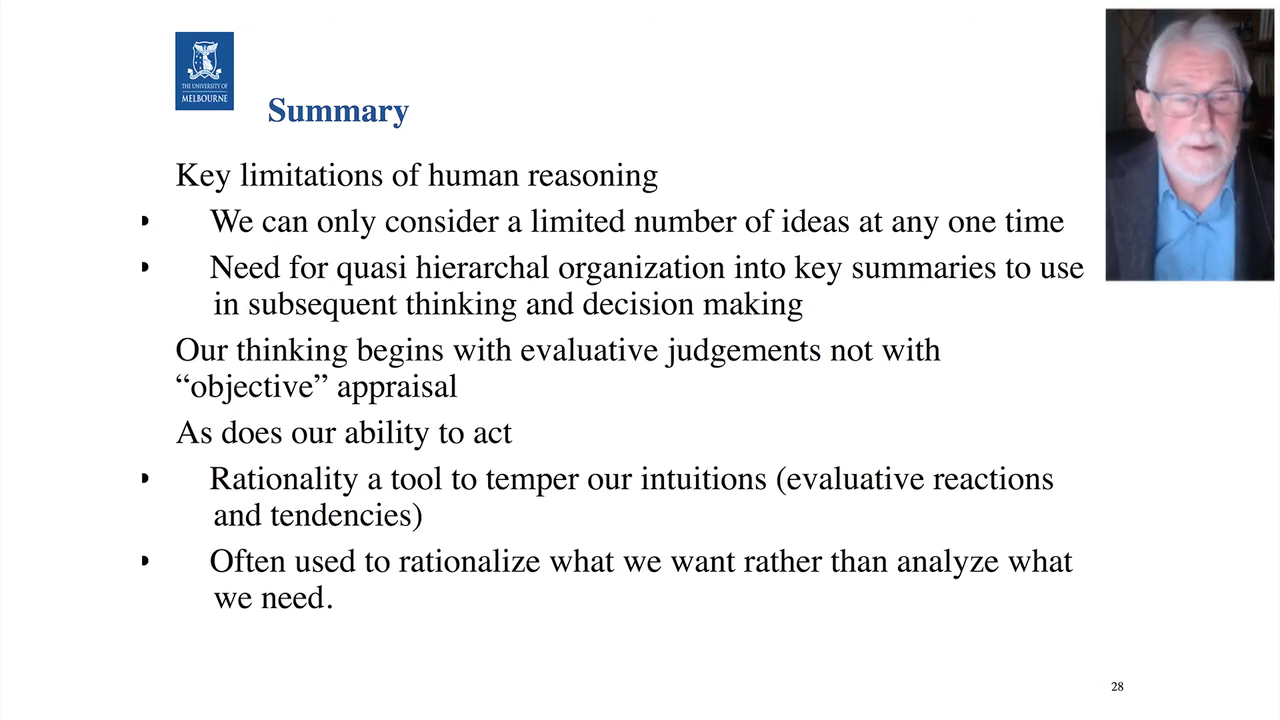 THE UNIVERSITY OF
MELBOURNE
Summary
Key limitations of human reasoning
We can only consider a limited number of ideas at any one time
Need for quasi hierarchal organization into key summaries to use
in subsequent thinking and decision making
Our thinking begins with evaluative judgements not with
“objective” appraisal
As does our ability to act
Rationality a tool to temper our intuitions (evaluative reactions
and tendencies)
Often used to rationalize what we want rather than analyze what
we need.
28